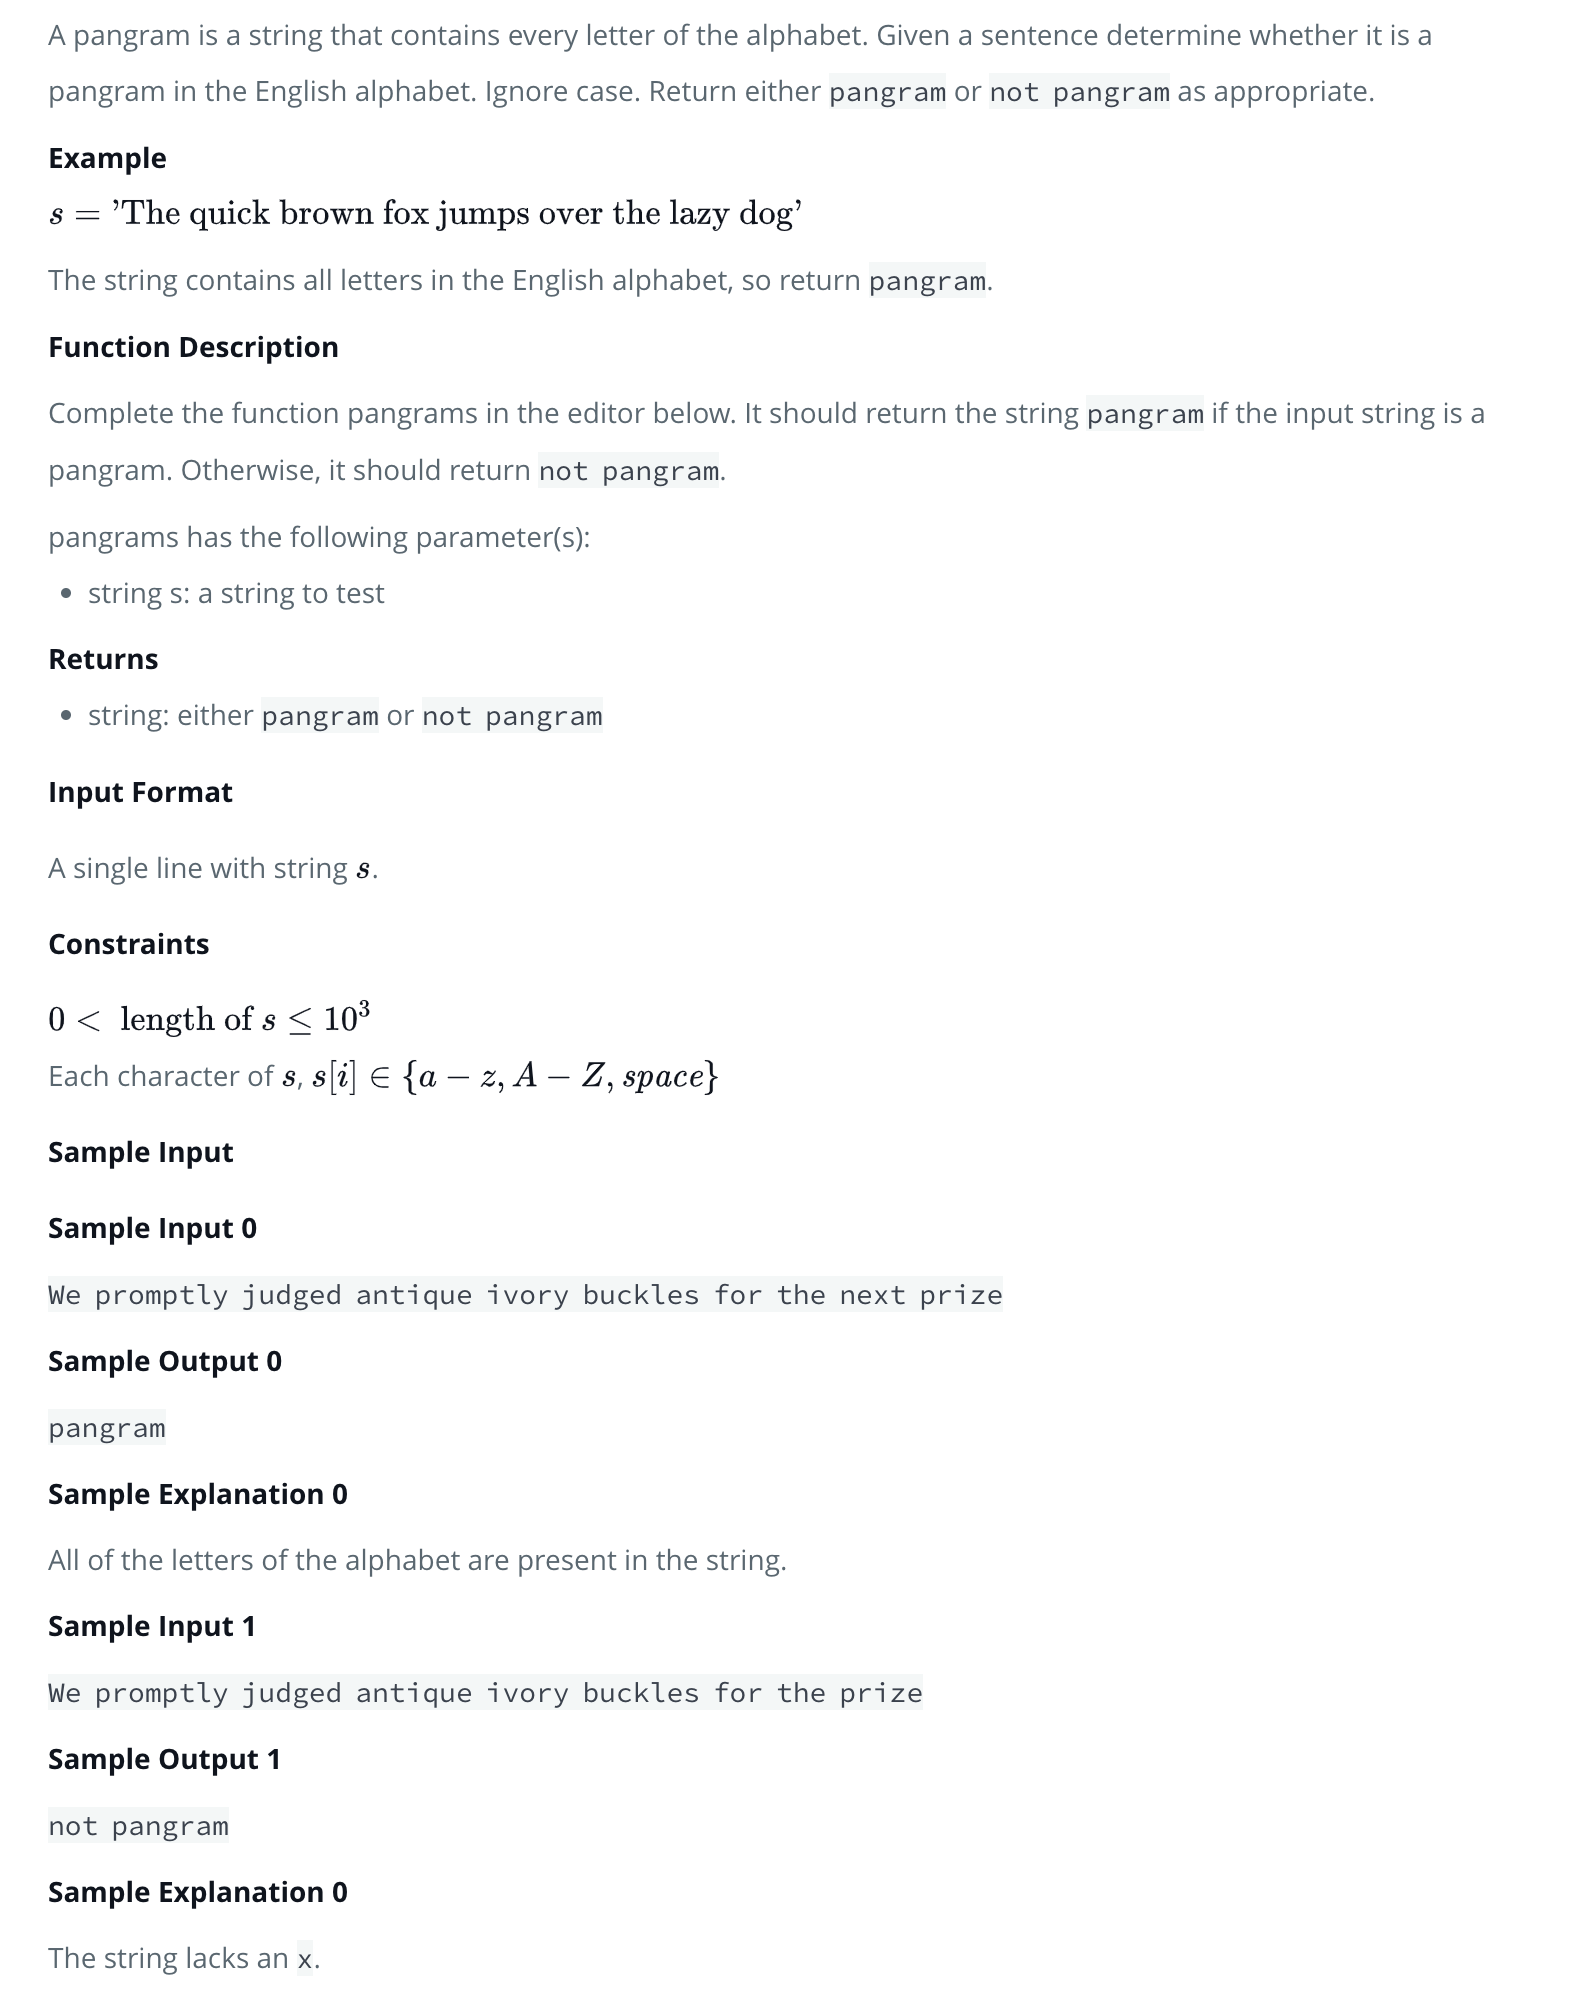 A pangram is a string that contains every letter of the alphabet. Given a sentence determine whether it is a
pangram in the English alphabet. Ignore case. Return either pangram or not pangram as appropriate.
Example
s = ’The quick brown fox jumps over the lazy dog’
The string contains all letters in the English alphabet, so return pangram.
Function Description
Complete the function pangrams in the editor below. It should return the string pangram if the input string is a
pangram. Otherwise, it should return not pangram.
pangrams has the following parameter(s):
• string s: a string to test
Returns
• string: either pangram or not pangram
Input Format
A single line with string s.
Constraints
0 < length of s ≤ 10³
Each character of s, s[i] ∈ {a − z, A − Z, space}
Sample Input
Sample Input 0
We promptly judged antique ivory buckles for the next prize
Sample Output 0
pangram
Sample Explanation 0
All of the letters of the alphabet are present in the string.
Sample Input 1
We promptly judged antique ivory buckles for the prize
Sample Output 1
not pangram
Sample Explanation 0
The string lacks an x.